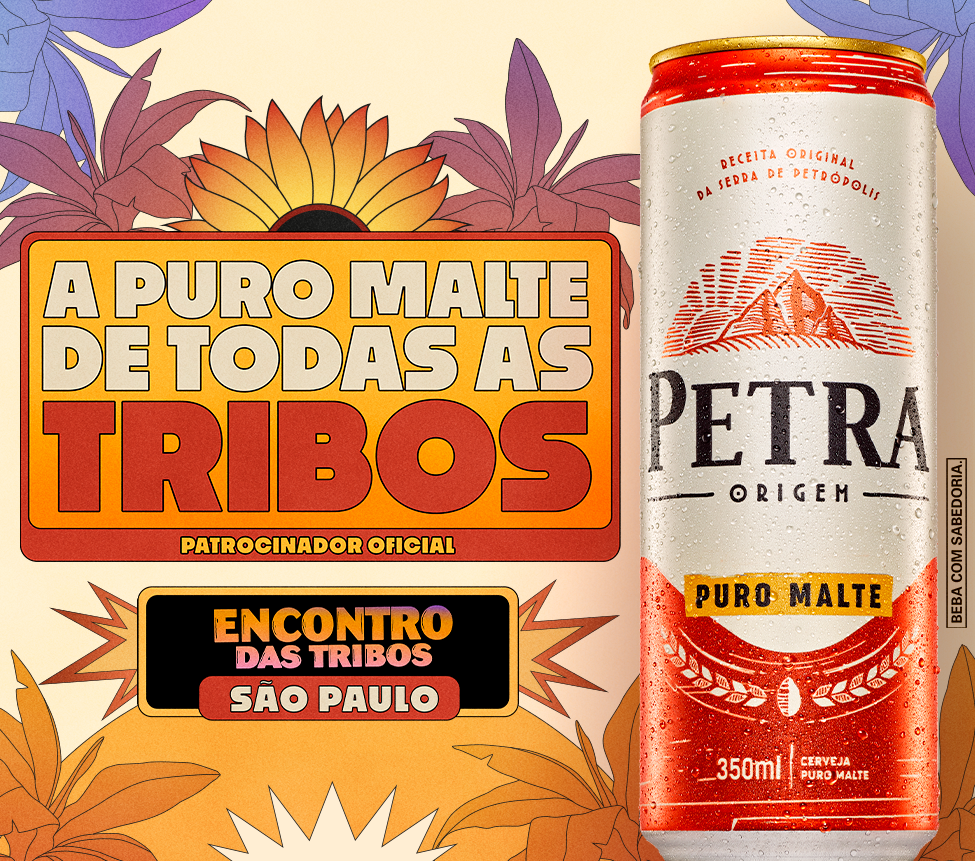 A PURO MALTE
DE TODAS AS
TRIBOS
PATROCINADOR OFICIAL
ENCONTRO
DAS TRIBOS
SÃO PAULO
RECEITA ORIGINAL
DA SERRA DE PETRÓPOLIS
PETRA
ORIGEM
PURO MALTE
350ml
CERVEJA
PURO MALTE
BEBA COM SABEDORIA.